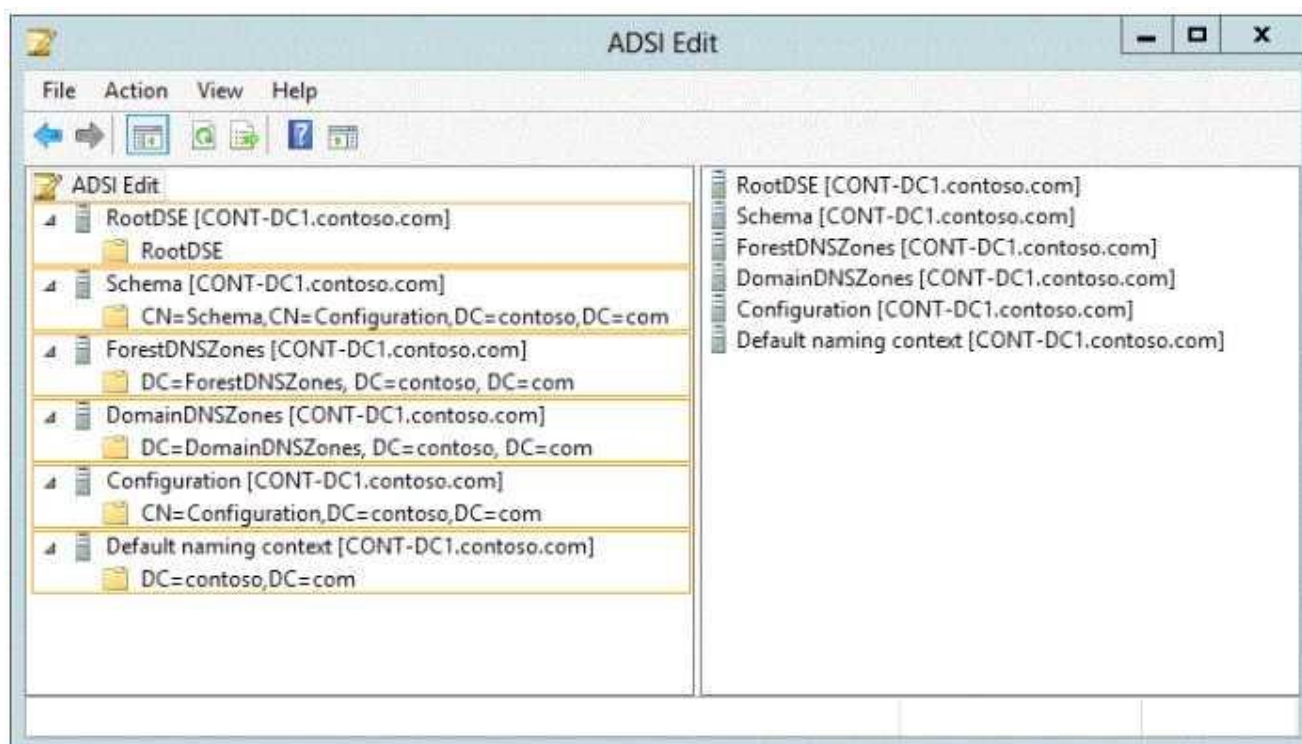 ADSI Edit
File Action View Help
ADSI Edit
RootDSE [CONT-DC1.contoso.com]
RootDSE
Schema [CONT-DC1.contoso.com]
CN=Schema,CN=Configuration,DC=contoso,DC=com
ForestDNSZones [CONT-DC1.contoso.com]
DC=ForestDNSZones, DC=contoso, DC=com
DomainDNSZones [CONT-DC1.contoso.com]
DC=DomainDNSZones, DC=contoso, DC=com
Configuration [CONT-DC1.contoso.com]
CN=Configuration,DC=contoso,DC=com
Default naming context [CONT-DC1.contoso.com]
DC=contoso,DC=com
RootDSE [CONT-DC1.contoso.com]
Schema [CONT-DC1.contoso.com]
ForestDNSZones [CONT-DC1.contoso.com]
DomainDNSZones [CONT-DC1.contoso.com]
Configuration [CONT-DC1.contoso.com]
Default naming context [CONT-DC1.contoso.com]